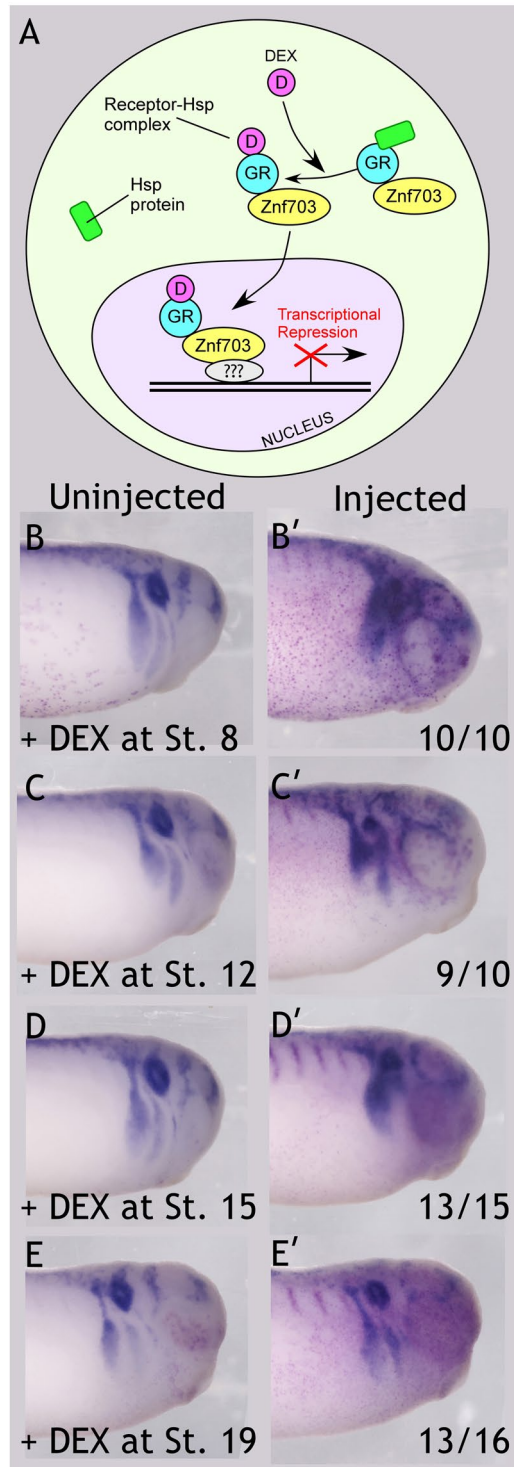 A
DEX
D
Receptor-Hsp
complex
D
GR
GR
Hsp
protein
Znf703
Znf703
D
GR
Transcriptional
Repression
Znf703
???
NUCLEUS
Uninjected
Injected
B
B′
+ DEX at St. 8
10/10
C
C′
+ DEX at St. 12
9/10
D
D′
+ DEX at St. 15
13/15
E
E′
+ DEX at St. 19
13/16